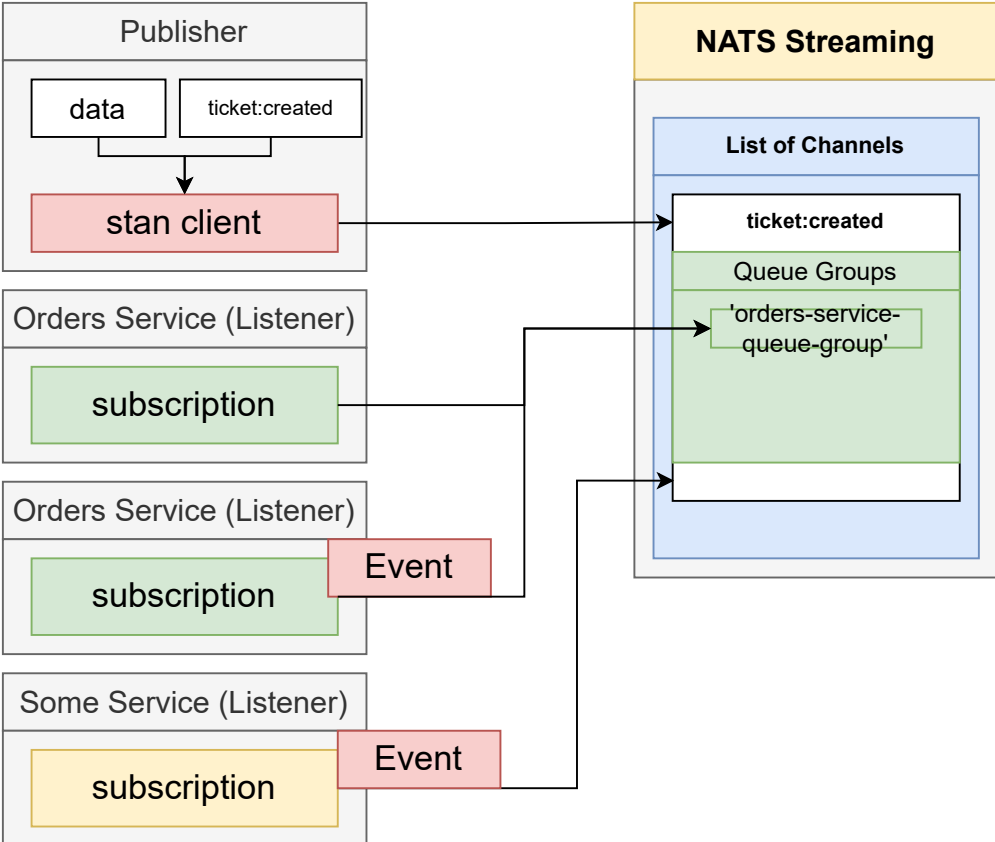 Publisher
data
ticket:created
stan client
Orders Service (Listener)
subscription
Orders Service (Listener)
Event
subscription
Some Service (Listener)
Event
subscription
NATS Streaming
List of Channels
ticket:created
Queue Groups
'orders-service-
queue-group'